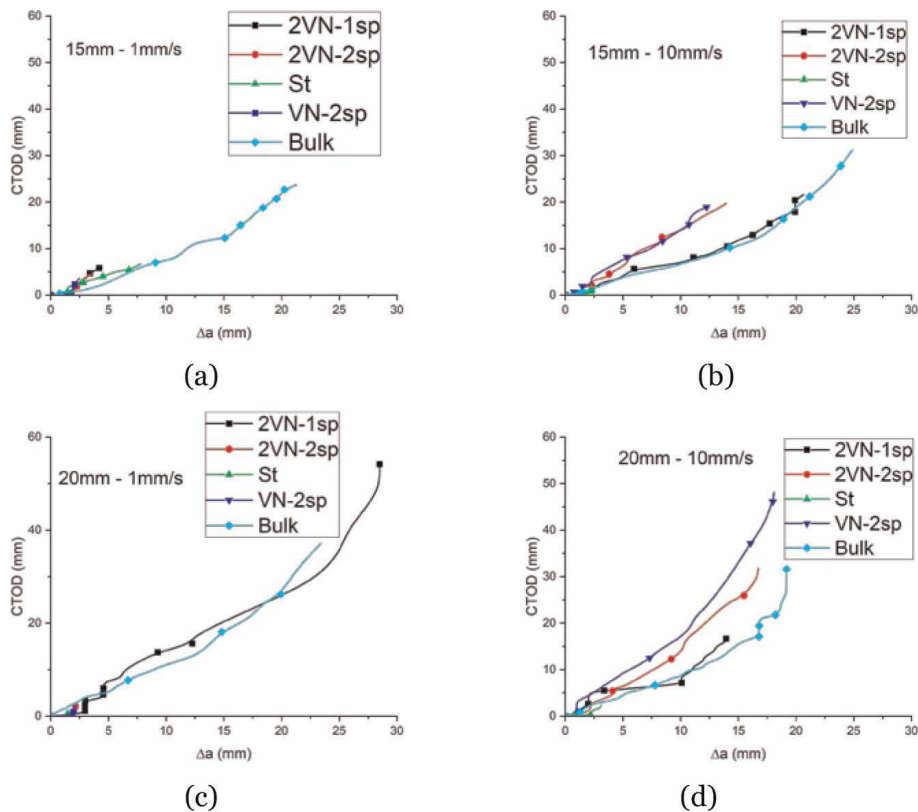 60
50
40
30
20
10
0
CTOD (mm)
15mm - 1mm/s
2VN-1sp
2VN-2sp
St
VN-2sp
Bulk
0 5 10 15 20 25 30
Δa (mm)
(a)
60
50
40
30
20
10
0
CTOD (mm)
15mm - 10mm/s
2VN-1sp
2VN-2sp
St
VN-2sp
Bulk
0 5 10 15 20 25 30
Δa (mm)
(b)
60
40
20
0
CTOD (mm)
20mm - 1mm/s
2VN-1sp
2VN-2sp
St
VN-2sp
Bulk
0 5 10 15 20 25 30
Δa (mm)
(c)
60
50
40
30
20
10
0
CTOD (mm)
20mm - 10mm/s
2VN-1sp
2VN-2sp
St
VN-2sp
Bulk
0 5 10 15 20 25 30
Δa (mm)
(d)